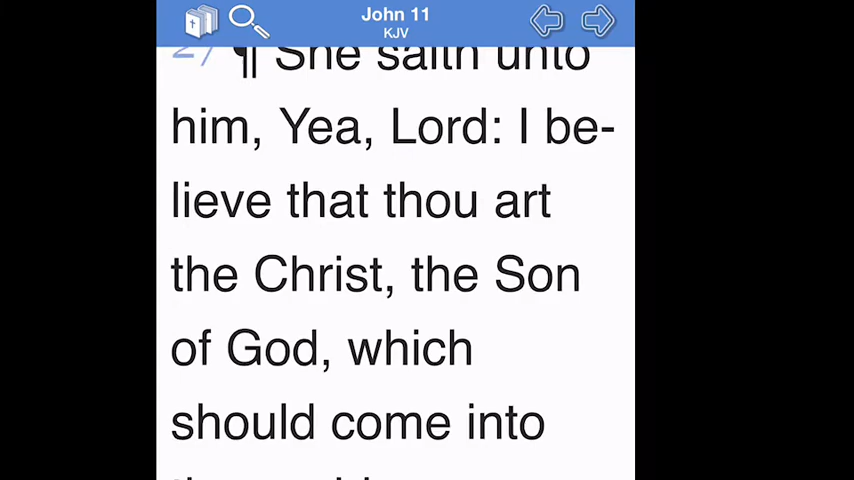 John 11
KJV
27 ¶ She saith unto
him, Yea, Lord: I be-
lieve that thou art
the Christ, the Son
of God, which
should come into